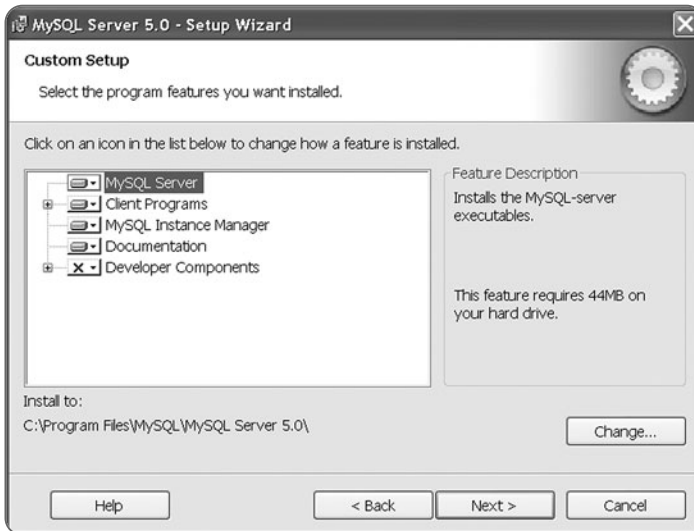 MySQL Server 5.0 - Setup Wizard
Custom Setup
Select the program features you want installed.
Click on an icon in the list below to change how a feature is installed.
MySQL Server
Client Programs
MySQL Instance Manager
Documentation
Developer Components
Feature Description
Installs the MySQL-server
executables.
This feature requires 44MB on
your hard drive.
Install to:
C:\Program Files\MySQL\MySQL Server 5.0\
Change...
Help
< Back
Next >
Cancel